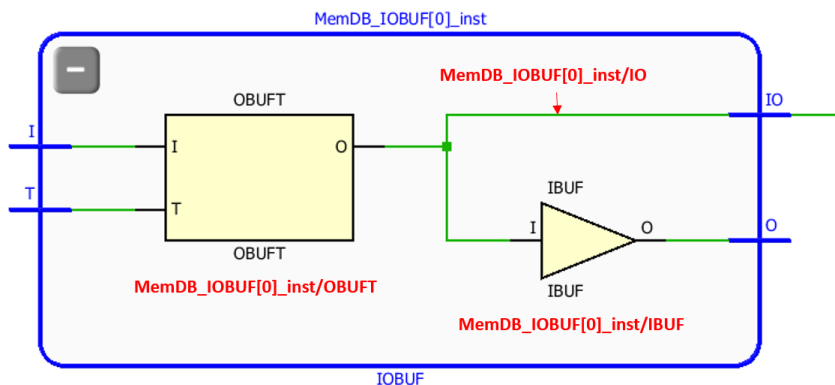 MemDB_IOBUF[0]_inst
MemDB_IOBUF[0]_inst/IO
OBUFT
IO
I
I
O
T
T
IBUF
I
O
O
OBUFT
MemDB_IOBUF[0]_inst/OBUFT
IBUF
MemDB_IOBUF[0]_inst/IBUF
IOBUF